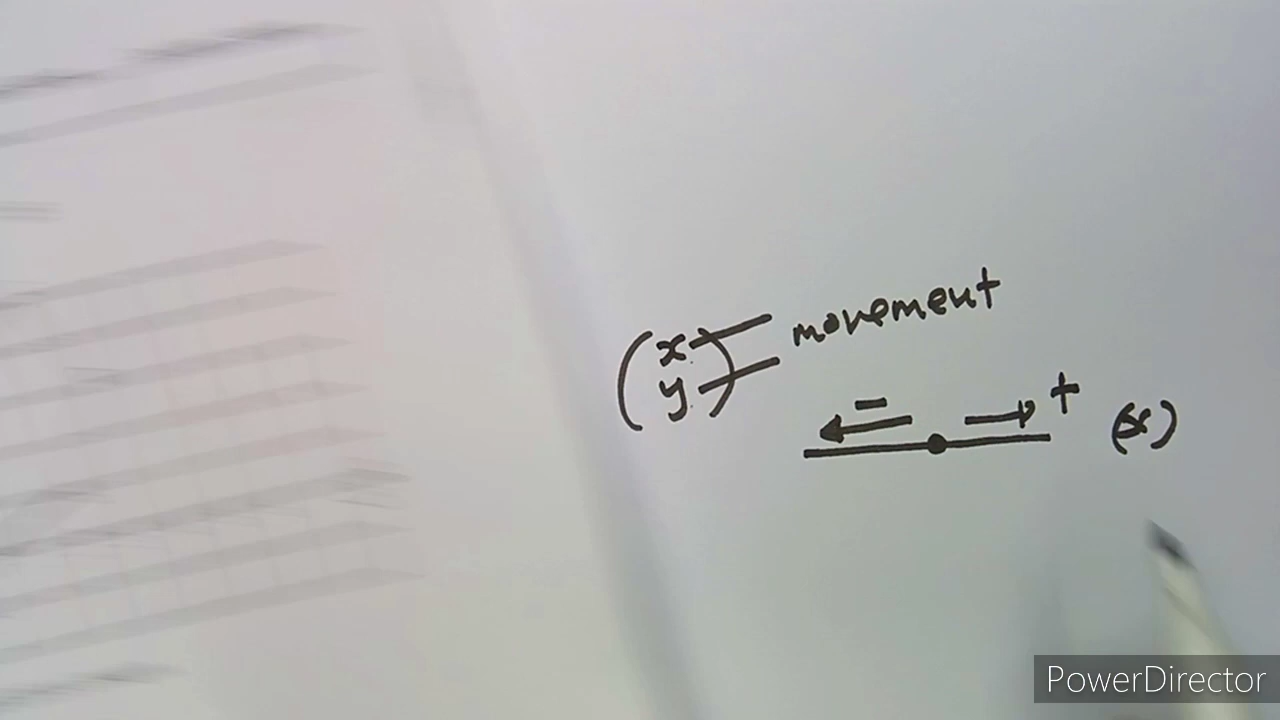 (x
y) movement
- +
(x)
PowerDirector